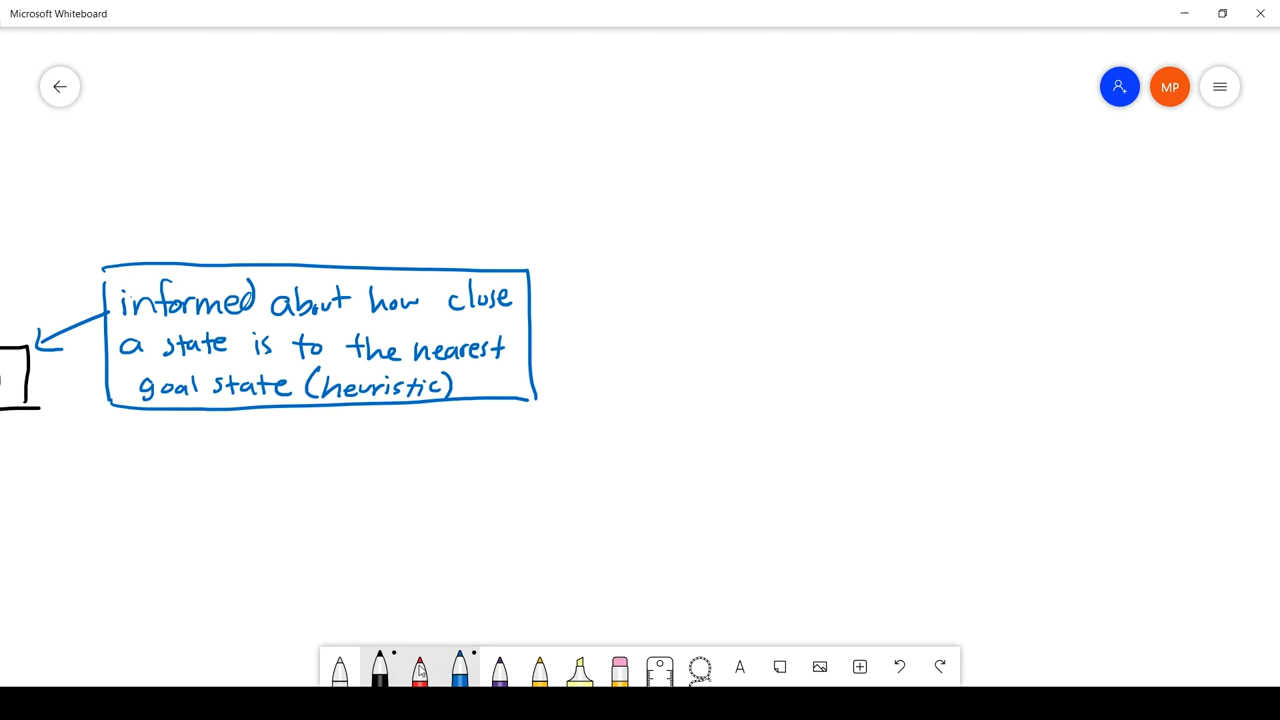 Microsoft Whiteboard
MP
informed about how close
a state is to the nearest
goal state (heuristic)
A